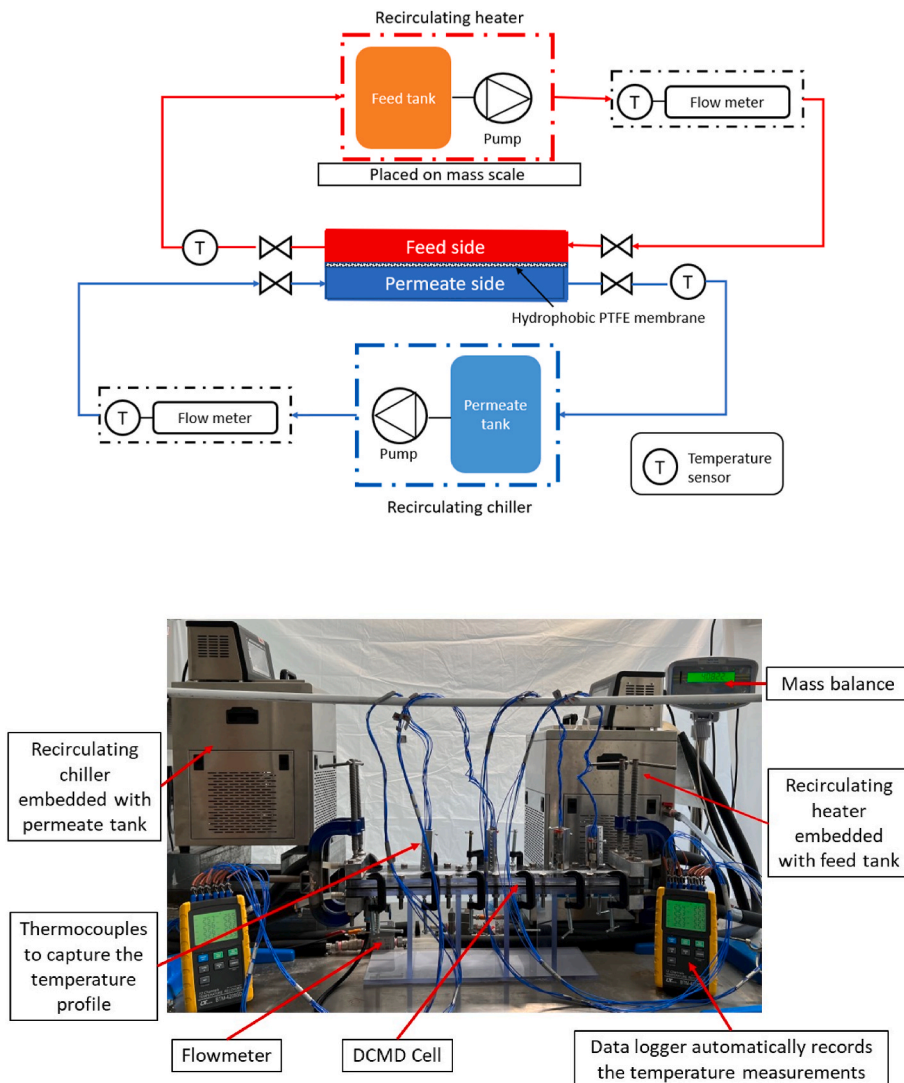 Recirculating heater
Feed tank
Pump
T
Flow meter
Placed on mass scale
T
Feed side
Permeate side
T
Hydrophobic PTFE membrane
T
Flow meter
Pump
Permeate
tank
T
Temperature
sensor
Recirculating chiller
Mass balance
Recirculating
chiller
embedded with
permeate tank
Recirculating
heater
embedded
with feed tank
Thermocouples
to capture the
temperature
profile
Flowmeter
DCMD Cell
Data logger automatically records
the temperature measurements